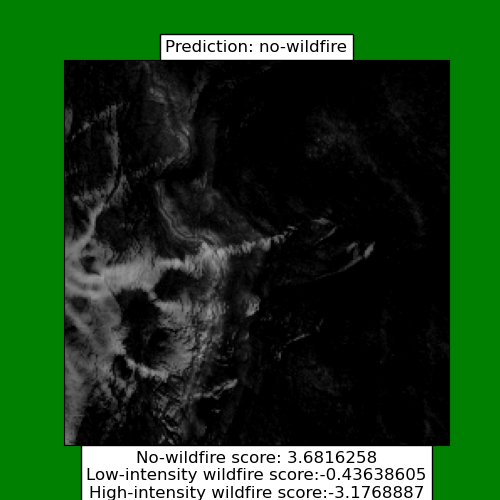 Prediction: no-wildfire
No-wildfire score: 3.6816258
Low-intensity wildfire score:-0.43638605
High-intensity wildfire score:-3.1768887